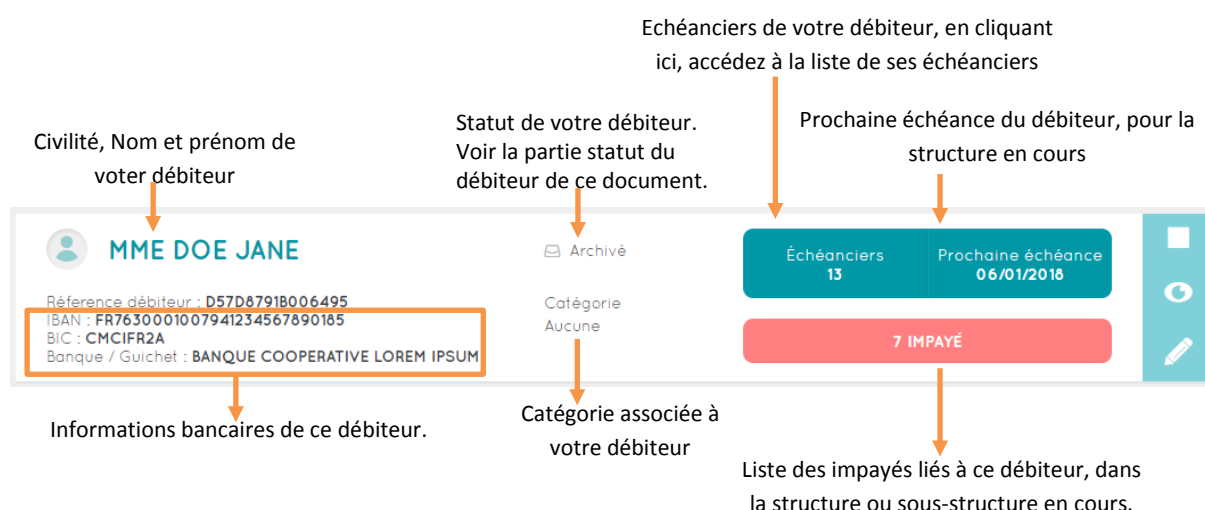 Echéanciers de votre débiteur, en cliquant
ici, accédez à la liste de ses échéanciers
Civilité, Nom et prénom de
voter débiteur
Statut de votre débiteur.
Voir la partie statut du
débiteur de ce document.
Prochaine échéance du débiteur, pour la
structure en cours
MME DOE JANE
Archivé
Échéanciers
13
Prochaine échéance
06/01/2018
Réference débiteur : D57D8791B006495
IBAN : FR7630001007941234567890185
BIC : CMCIFR2A
Banque / Guichet : BANQUE COOPERATIVE LOREM IPSUM
Catégorie
Aucune
7 IMPAYÉ
Informations bancaires de ce débiteur.
Catégorie associée à
votre débiteur
Liste des impayés liés à ce débiteur, dans
la structure ou sous-structure en cours.